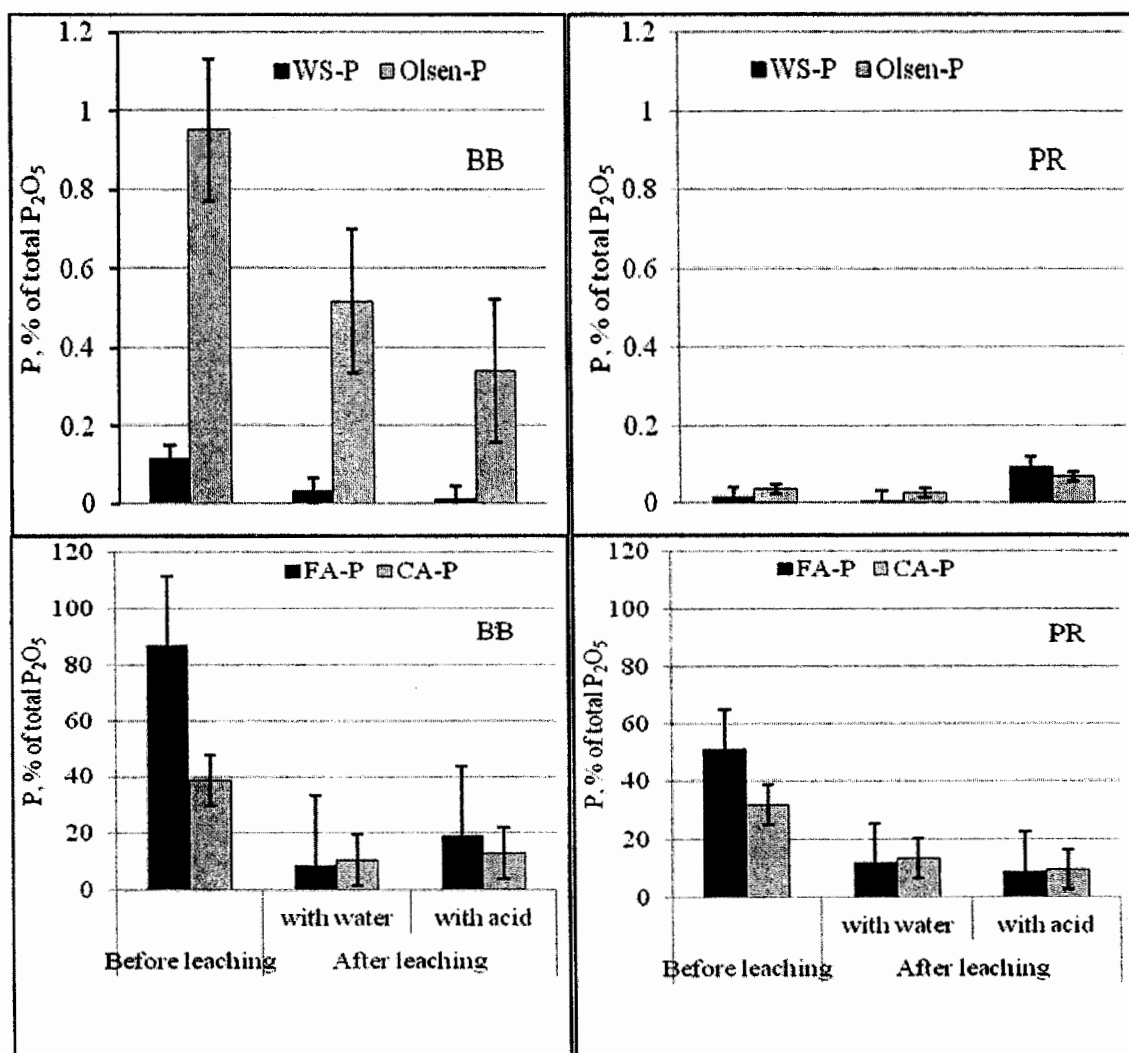 1.2
WS-P Olsen-P
1
BB
0.8
0.6
0.4
0.2
0
P, % of total P₂O₅
1.2
WS-P Olsen-P
1
PR
0.8
0.6
0.4
0.2
0
P, % of total P₂O₅
120
FA-P CA-P
100
BB
80
60
40
20
0
P, % of total P₂O₅
with water with acid
Before leaching After leaching
120
FA-P CA-P
100
PR
80
60
40
20
0
P, % of total P₂O₅
with water with acid
Before leaching After leaching